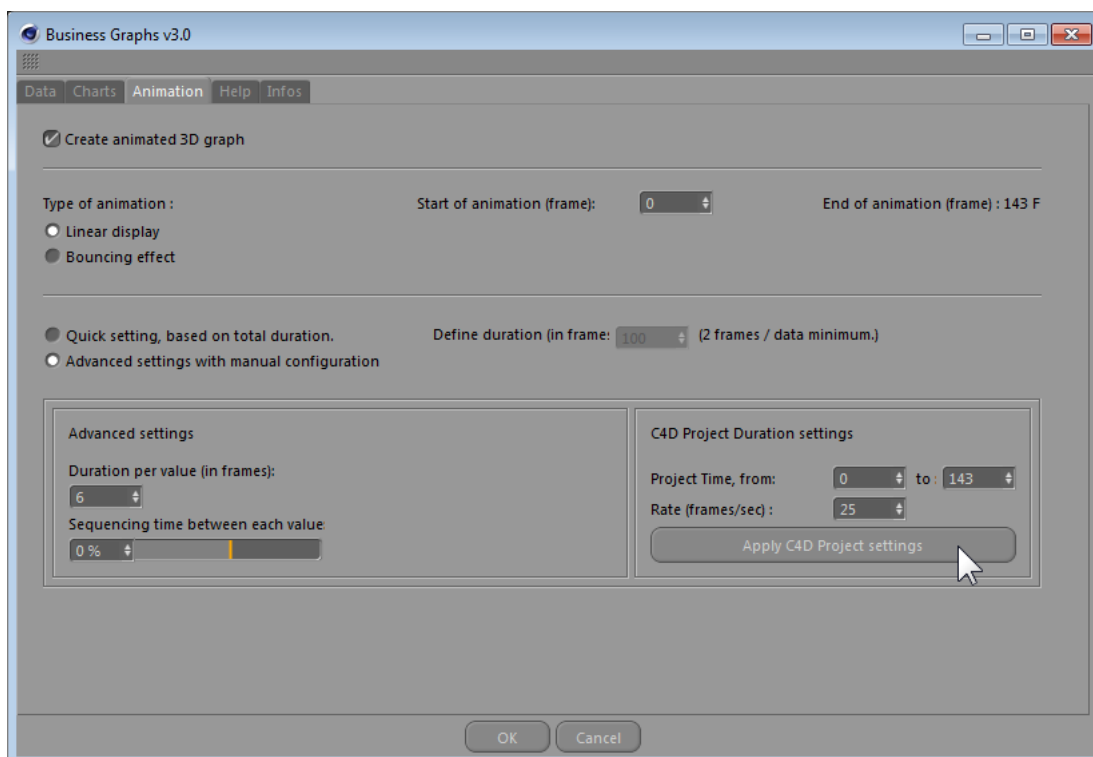 Business Graphs v3.0
Data Charts Animation Help Infos
Create animated 3D graph
Type of animation : Start of animation (frame): 0 End of animation (frame) : 143 F
Linear display
Bouncing effect
Quick setting, based on total duration. Define duration (in frame: 100 (2 frames / data minimum.)
Advanced settings with manual configuration
Advanced settings
Duration per value (in frames):
6
Sequencing time between each value:
0 %
C4D Project Duration settings
Project Time, from: 0 to : 143
Rate (frames/sec) : 25
Apply C4D Project settings
OK Cancel